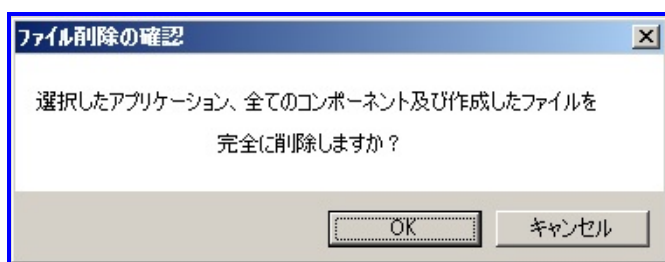 ファイル削除の確認
選択したアプリケーション、全てのコンポーネント及び作成したファイルを
完全に削除しますか？
OK
キャンセル